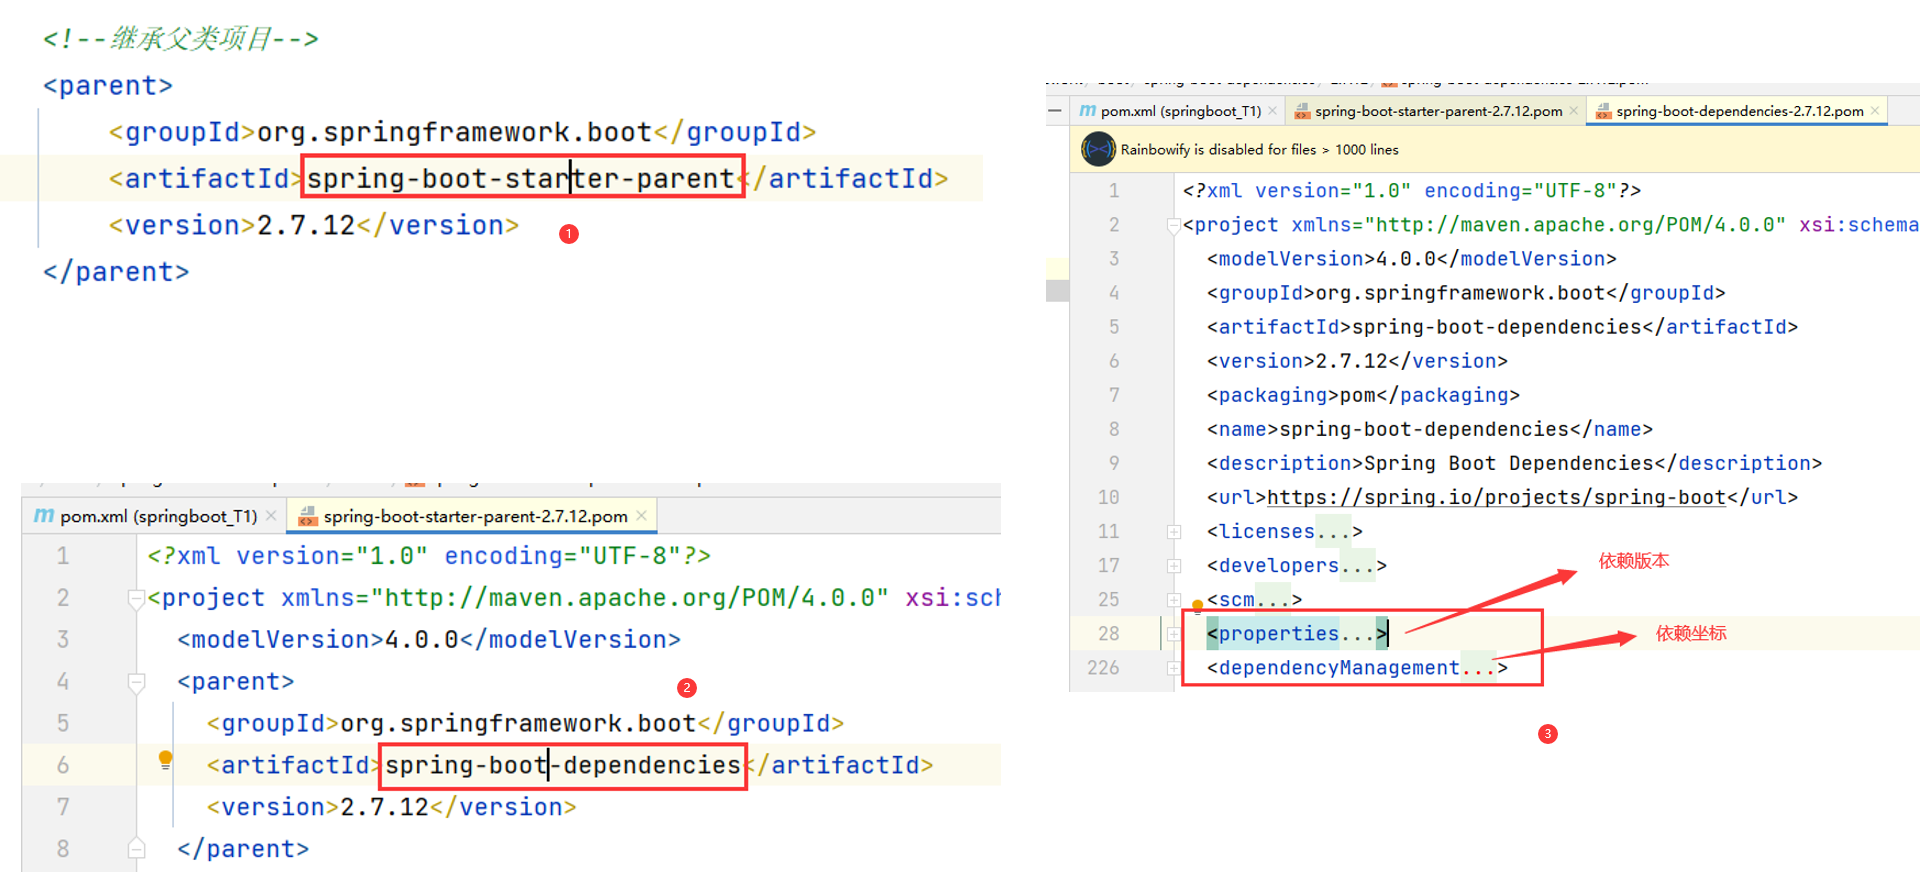 <!--继承父类项目-->
<parent>
<groupId>org.springframework.boot</groupId>
<artifactId>spring-boot-starter-parent</artifactId>
<version>2.7.12</version>
1
</parent>
pom.xml (springboot_T1)
spring-boot-starter-parent-2.7.12.pom
1 <?xml version="1.0" encoding="UTF-8"?>
2 <project xmlns="http://maven.apache.org/POM/4.0.0" xsi:sch
3 <modelVersion>4.0.0</modelVersion>
4 <parent>
2
5 <groupId>org.springframework.boot</groupId>
6 <artifactId>spring-boot-dependencies</artifactId>
7 <version>2.7.12</version>
8 </parent>
pom.xml (springboot_T1)
spring-boot-starter-parent-2.7.12.pom
spring-boot-dependencies-2.7.12.pom
Rainbowify is disabled for files > 1000 lines
1 <?xml version="1.0" encoding="UTF-8"?>
2 <project xmlns="http://maven.apache.org/POM/4.0.0" xsi:schema
3 <modelVersion>4.0.0</modelVersion>
4 <groupId>org.springframework.boot</groupId>
5 <artifactId>spring-boot-dependencies</artifactId>
6 <version>2.7.12</version>
7 <packaging>pom</packaging>
8 <name>spring-boot-dependencies</name>
9 <description>Spring Boot Dependencies</description>
10 <url>https://spring.io/projects/spring-boot</url>
11 <licenses...>
17 <developers...>
依赖版本
25 <scm...>
28 <properties...>
依赖坐标
226 <dependencyManagement...>
3